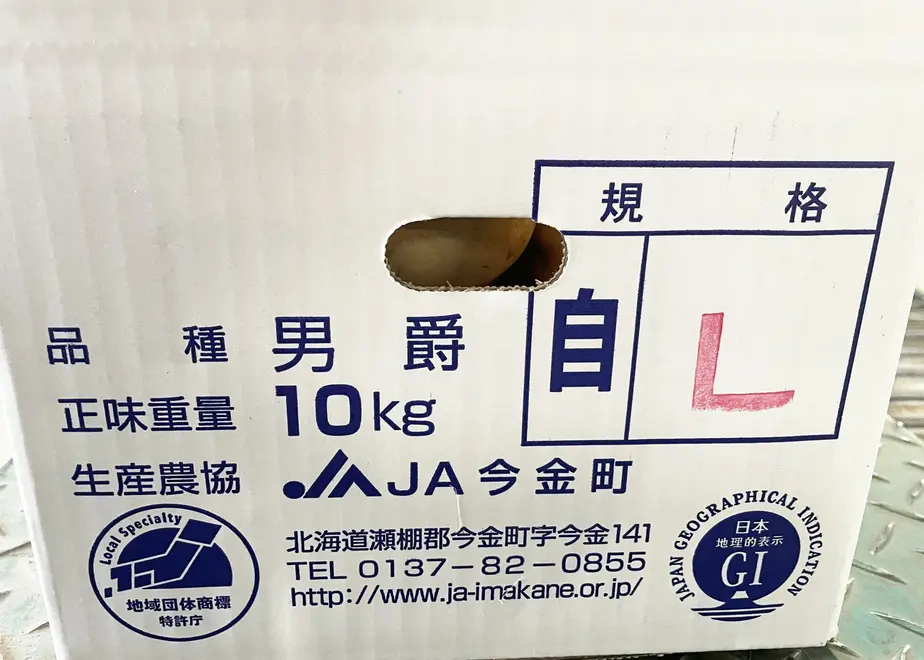 規 格
自 L
品 種 男 爵
正味重量 10kg
生産農協 JA今金町
北海道瀬棚郡今金町字今金141
TEL 0137-82-0855
http://www.ja-imakane.or.jp/
Local Specialty
地域団体商標
特許庁
JAPAN GEOGRAPHICAL INDICATION
日本
地理的表示
GI